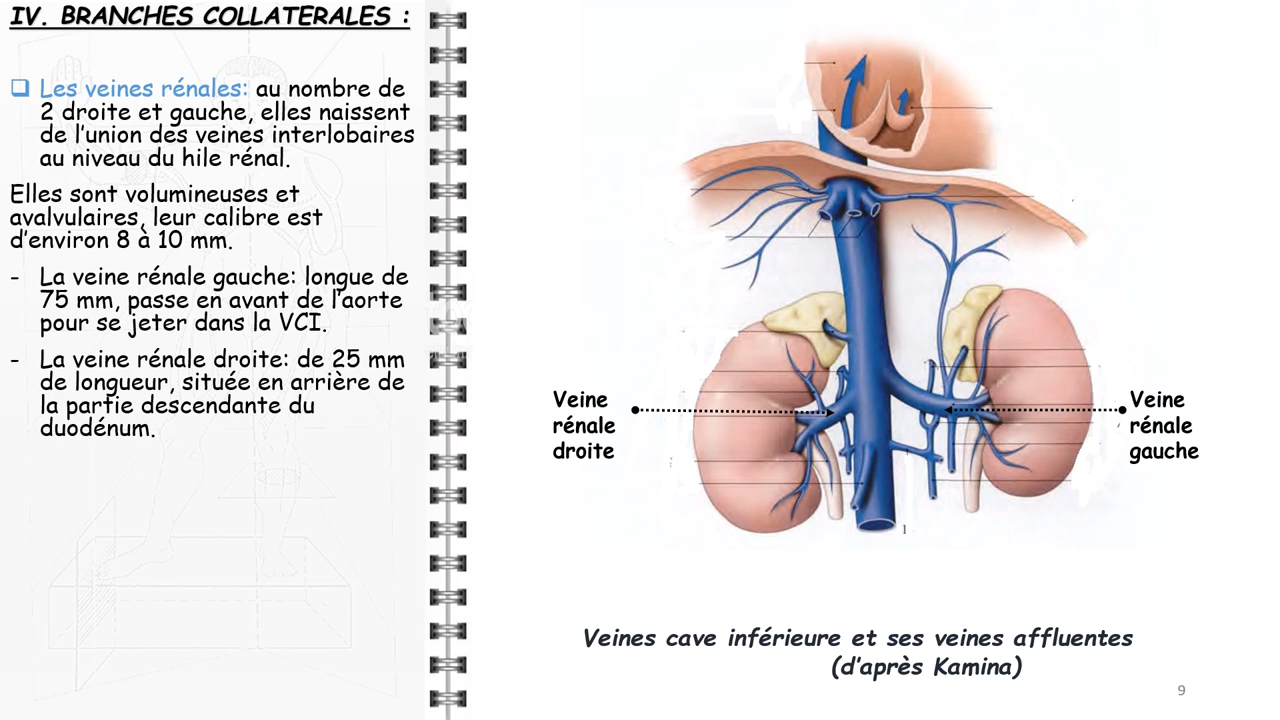 IV. BRANCHES COLLATERALES :
❑ Les veines rénales: au nombre de
2 droite et gauche, elles naissent
de l’union des veines interlobaires
au niveau du hile rénal.
Elles sont volumineuses et
avalvulaires, leur calibre est
d’environ 8 à 10 mm.
- La veine rénale gauche: longue de
75 mm, passe en avant de l’aorte
pour se jeter dans la VCI.
- La veine rénale droite: de 25 mm
de longueur, située en arrière de
la partie descendante du
duodénum.
Veine
rénale
droite
Veine
rénale
gauche
1
Veines cave inférieure et ses veines affluentes
(d’après Kamina)
9